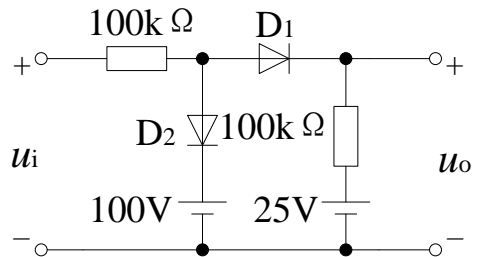 100kΩ D1
+ +
D2 100kΩ
ui uo
100V 25V
− −